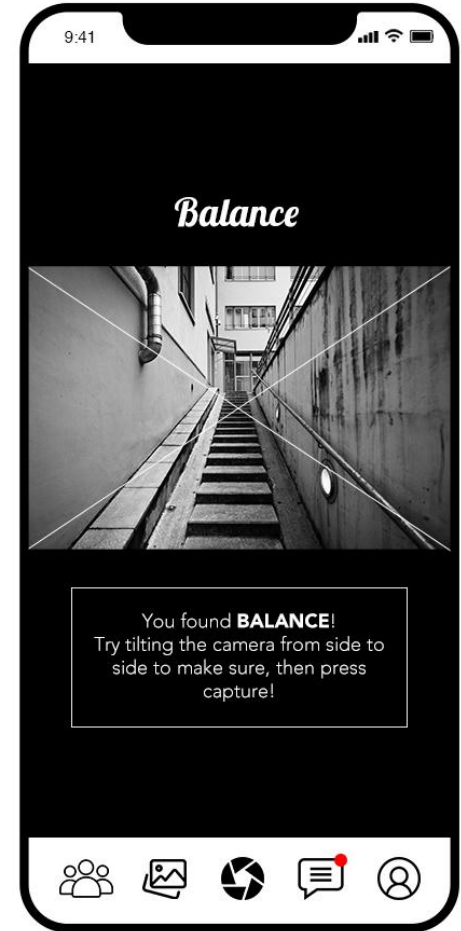 9:41
Balance
You found BALANCE!
Try tilting the camera from side to
side to make sure, then press
capture!